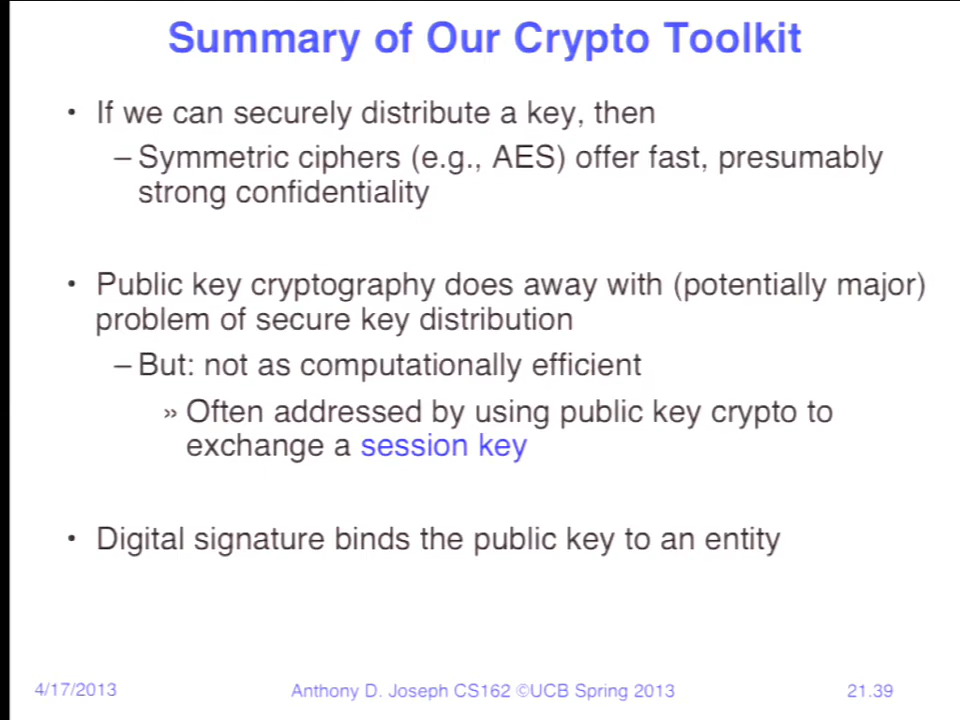 Summary of Our Crypto Toolkit
• If we can securely distribute a key, then
– Symmetric ciphers (e.g., AES) offer fast, presumably
strong confidentiality
• Public key cryptography does away with (potentially major)
problem of secure key distribution
– But: not as computationally efficient
» Often addressed by using public key crypto to
exchange a session key
• Digital signature binds the public key to an entity
4/17/2013 Anthony D. Joseph CS162 ©UCB Spring 2013 21.39